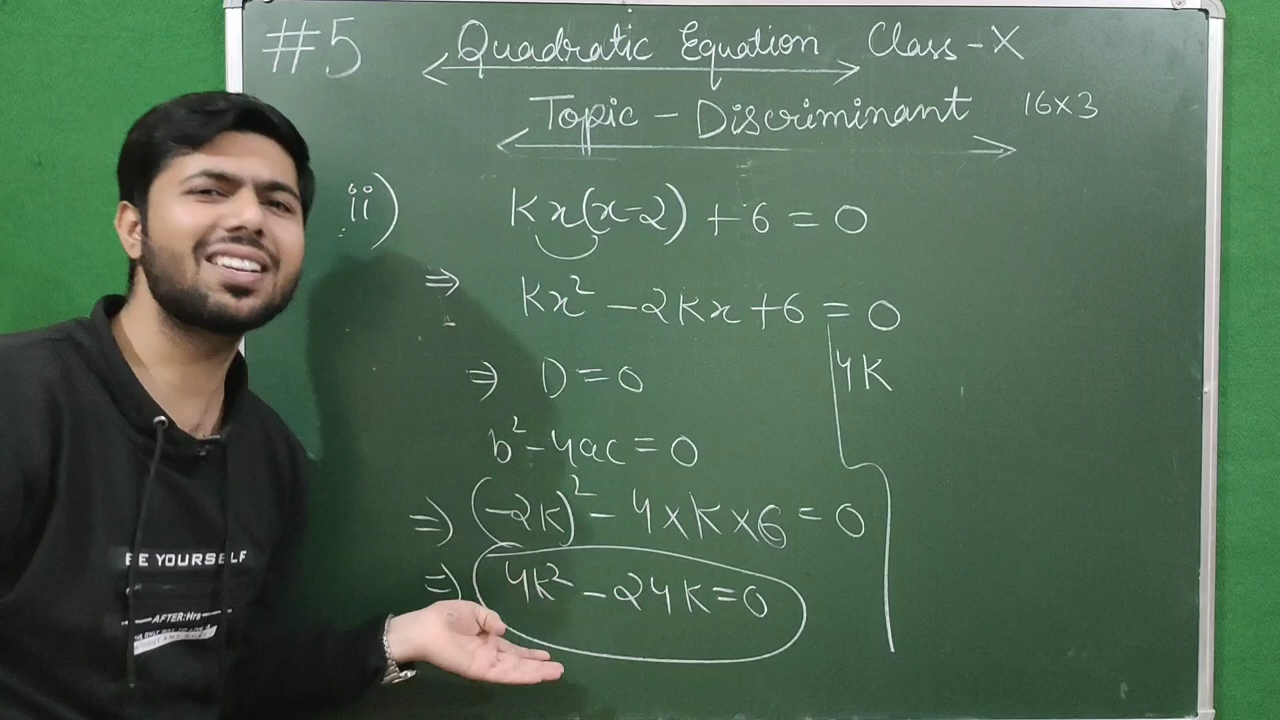 #5 Quadratic Equation Class-X
Topic - Discriminant 16×3
ii) Kx(x-2) + 6 = 0
⇒ Kx² - 2Kx + 6 = 0
4K
⇒ D = 0
b² - 4ac = 0
⇒ (-2K)² - 4×K×6 = 0
⇒ 4K² - 24K = 0
BE YOURSELF
AFTER:Hrs